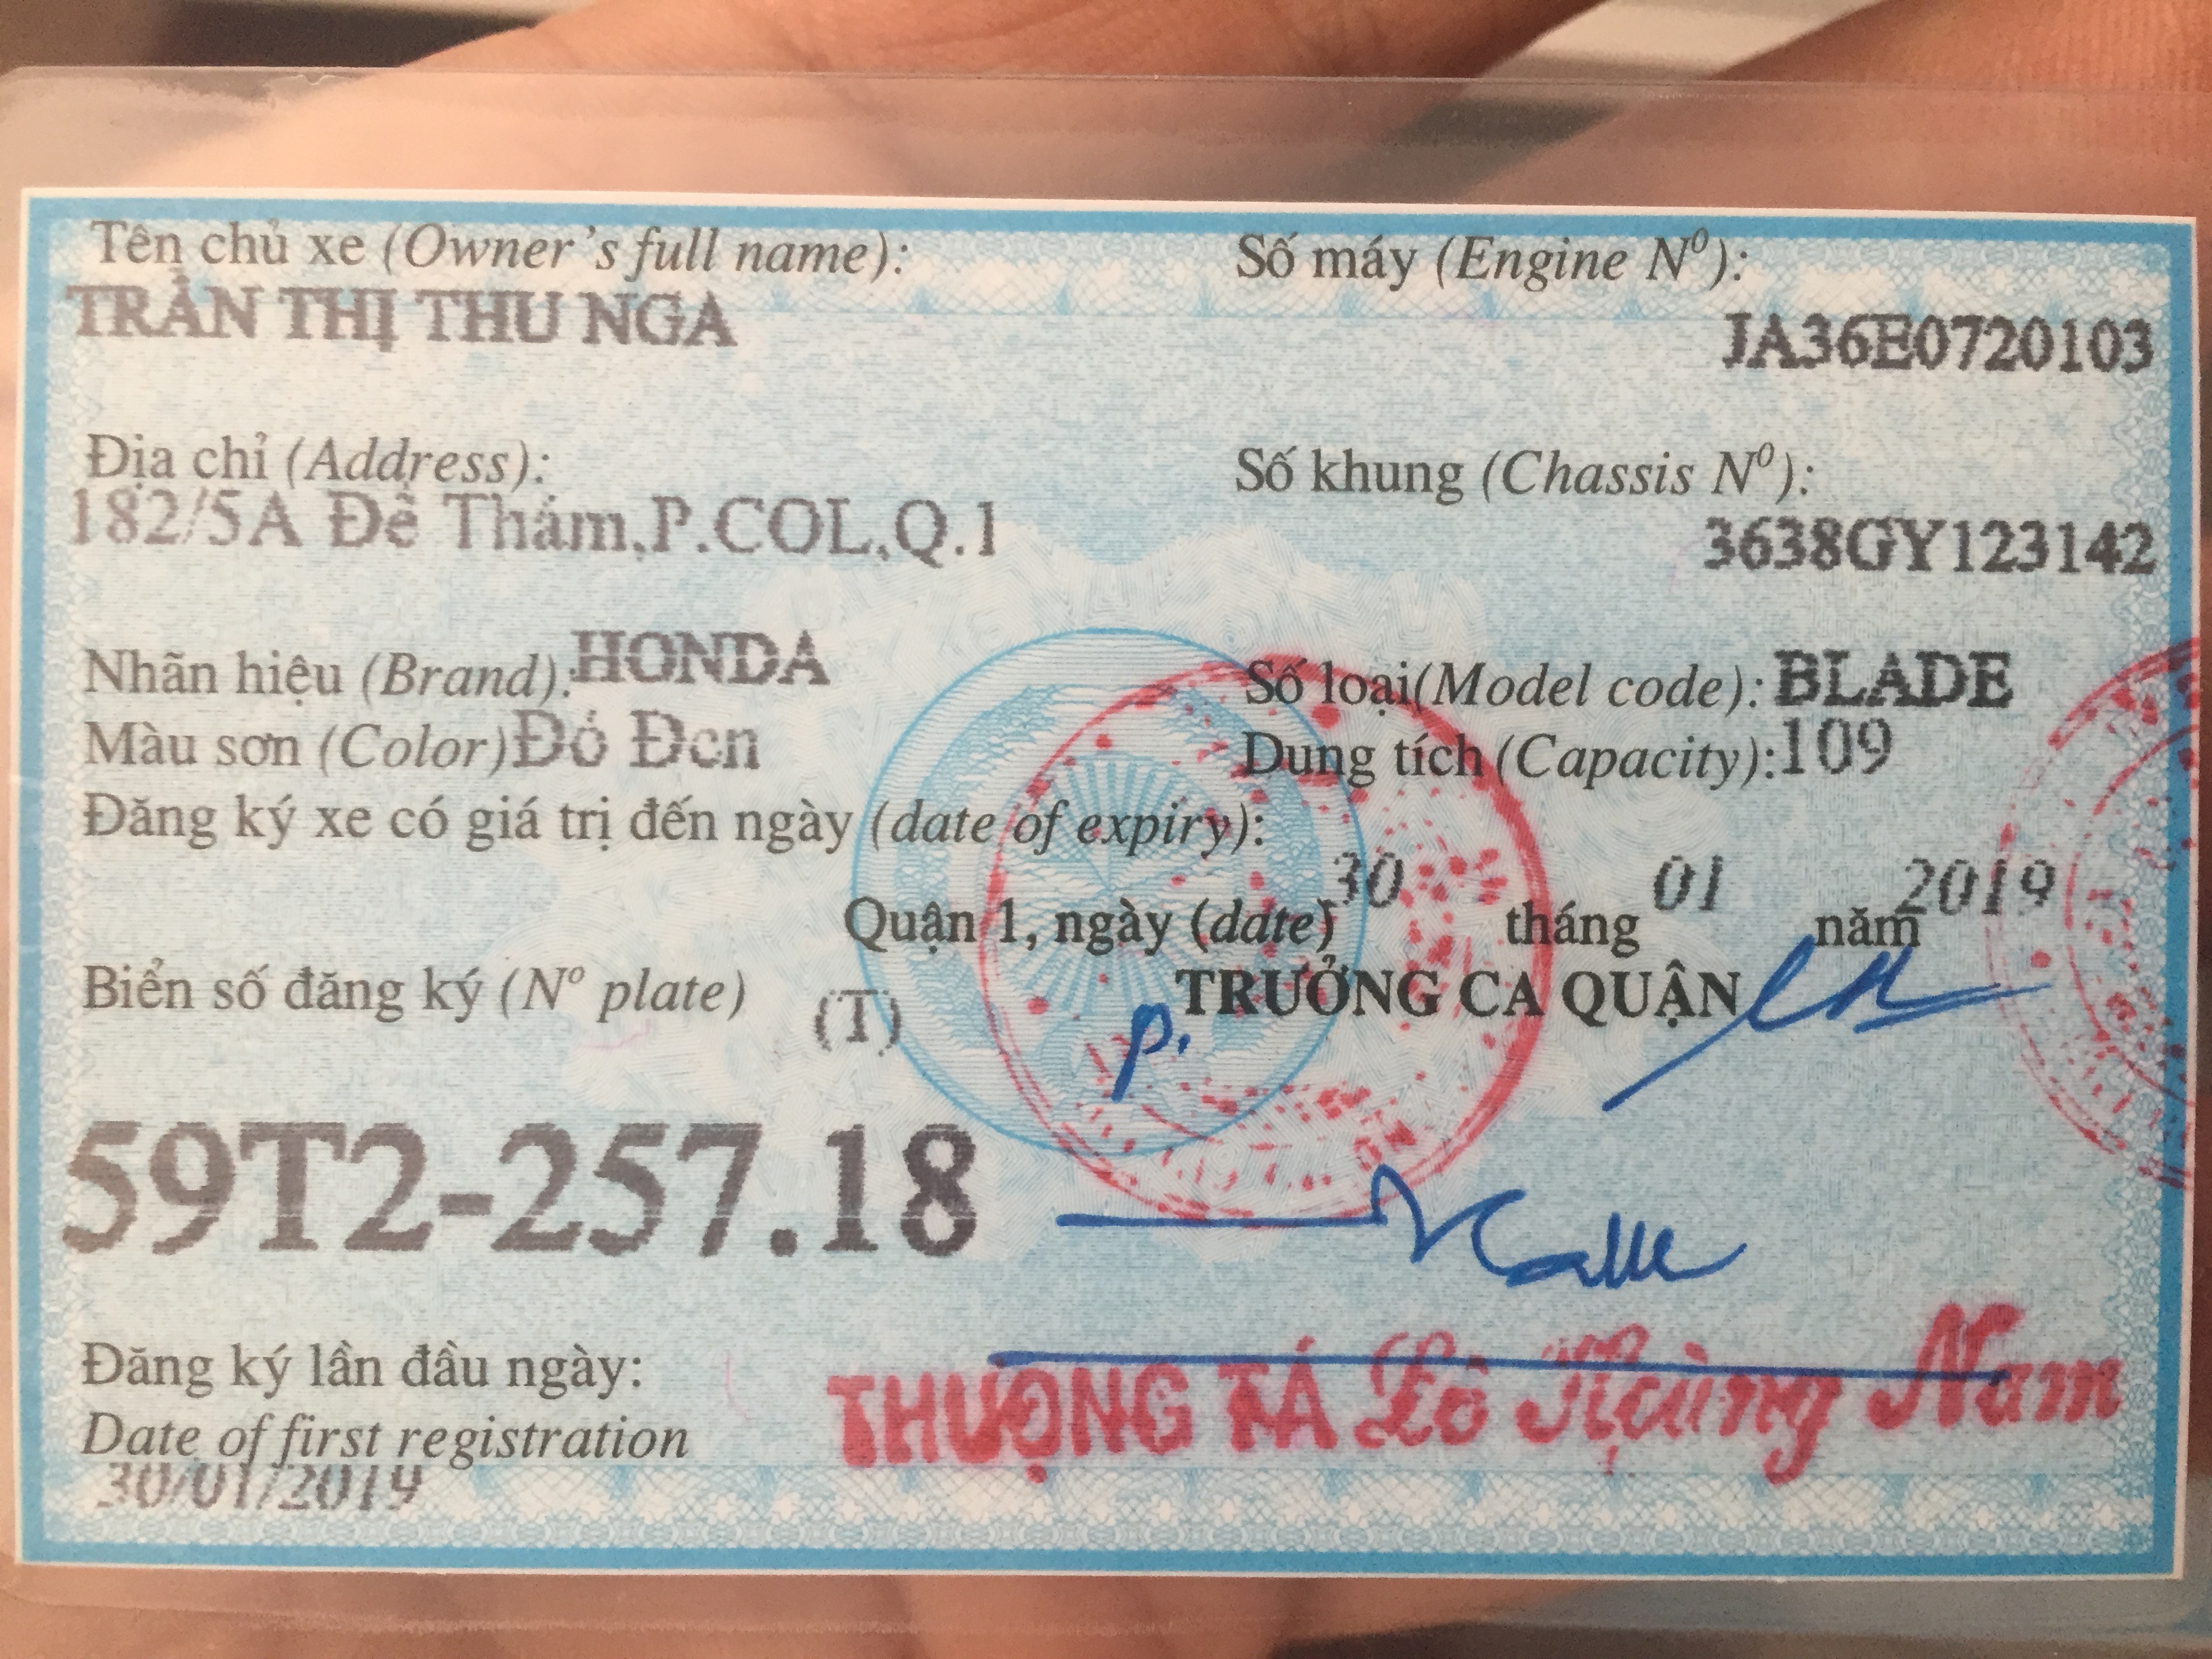 Tên chủ xe (Owner's full name):
Số máy (Engine Nº):
TRẦN THỊ THU NGA
JA36E0720103
Địa chỉ (Address):
Số khung (Chassis Nº):
182/5A Đề Thám,P.COL,Q.1
3638GY123142
Nhãn hiệu (Brand): HONDA
Số loại(Model code): BLADE
Màu sơn (Color)Đỏ Đen
Dung tích (Capacity):109
Đăng ký xe có giá trị đến ngày (date of expiry):
Quận 1, ngày (date) 30 tháng 01 năm 2019
Biển số đăng ký (Nº plate) (T)
P. TRƯỞNG CA QUẬN
59T2-257.18
Đăng ký lần đầu ngày:
Date of first registration
30/01/2019
THƯỢNG TÁ